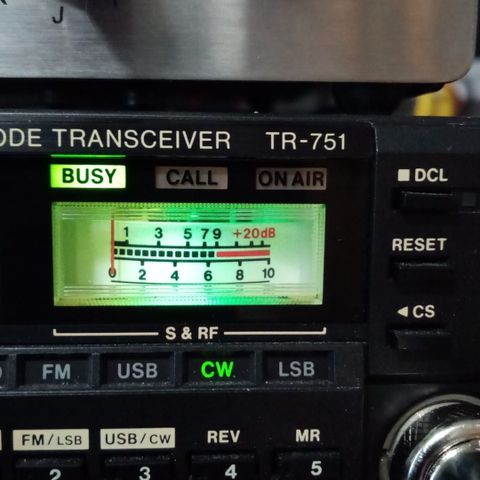 J
ODE TRANSCEIVER TR-751
BUSY CALL ON AIR
DCL
1 3 5 7 9 +20dB
0 2 4 6 8 10
RESET
CS
S & RF
FM USB CW LSB
FM/LSB USB/CW REV MR
2 3 4 5